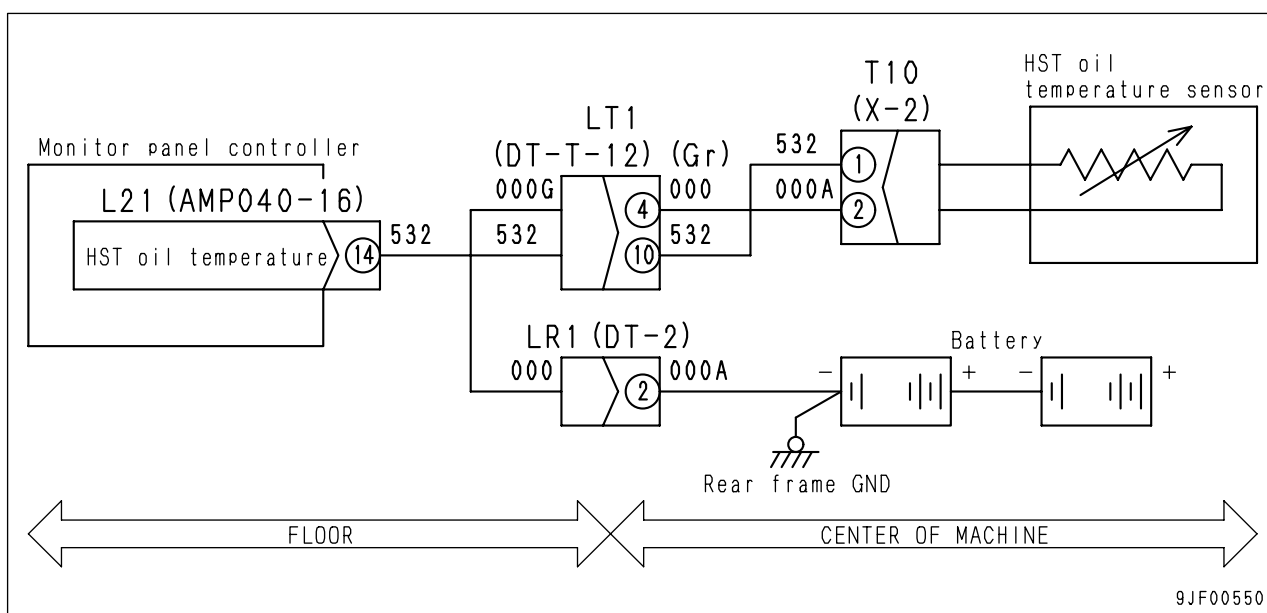 HST oil
temperature sensor
T10
(X-2)
LT1
(DT-T-12) (Gr)
Monitor panel controller
L21 (AMP040-16)
HST oil temperature
14
532
000G
532
4
10
000
532
532
000A
1
2
LR1 (DT-2)
000
2
000A
Battery
- + - +
Rear frame GND
FLOOR
CENTER OF MACHINE
9JF00550